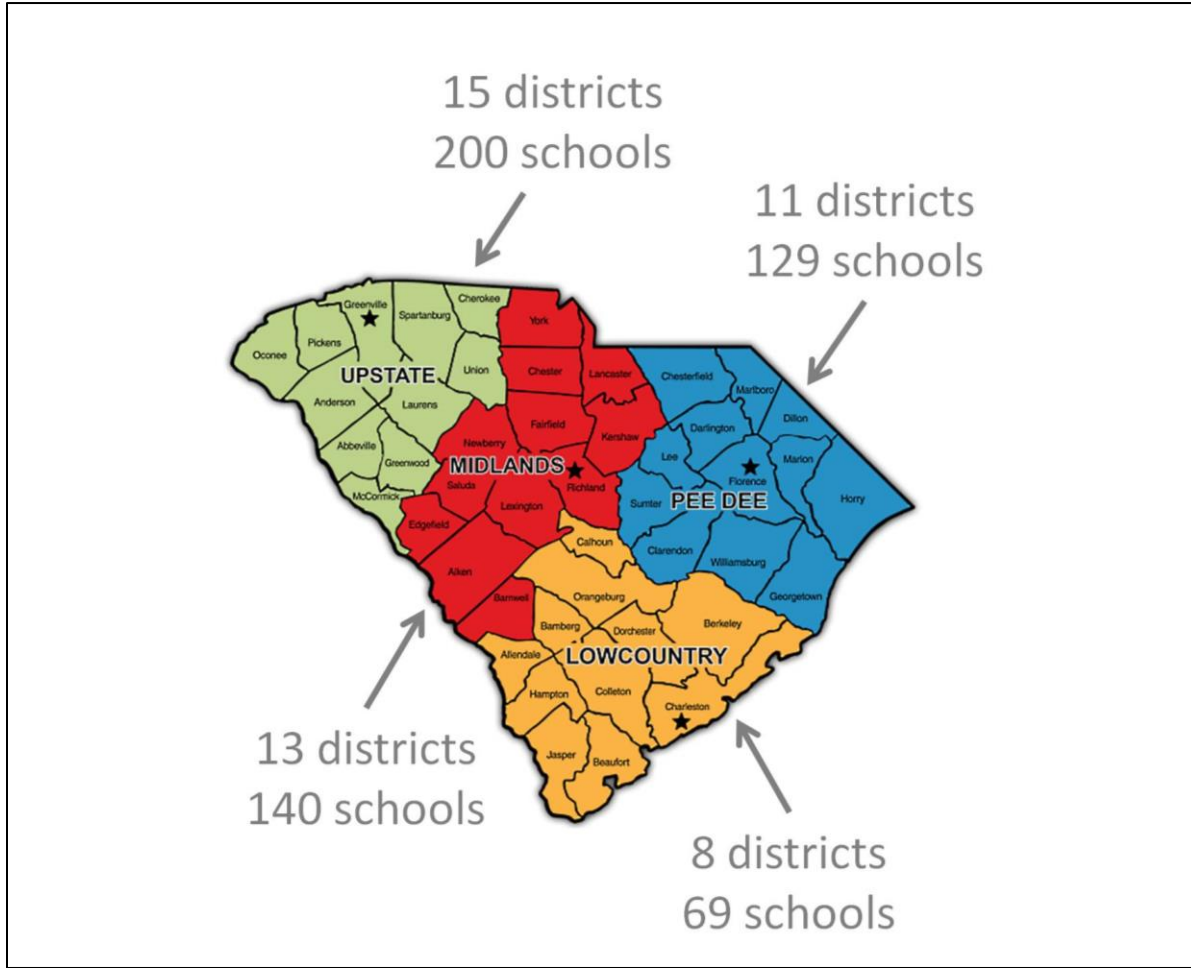 15 districts
200 schools
11 districts
129 schools
Greenville
Cherokee
Spartanburg
York
Pickens
Oconee
Union
UPSTATE
Chester
Lancaster
Chesterfield
Marlboro
Dillon
Anderson
Laurens
Fairfield
Kershaw
Darlington
Abbeville
Newberry
Lee
Marion
Greenwood
MIDLANDS
Florence
McCormick
Saluda
Richland
Horry
Sumter
PEE DEE
Edgefield
Lexington
Calhoun
Clarendon
Williamsburg
Aiken
Barnwell
Orangeburg
Georgetown
Bamberg
Dorchester
Berkeley
Allendale
LOWCOUNTRY
Hampton
Colleton
Charleston
Jasper
Beaufort
13 districts
140 schools
8 districts
69 schools